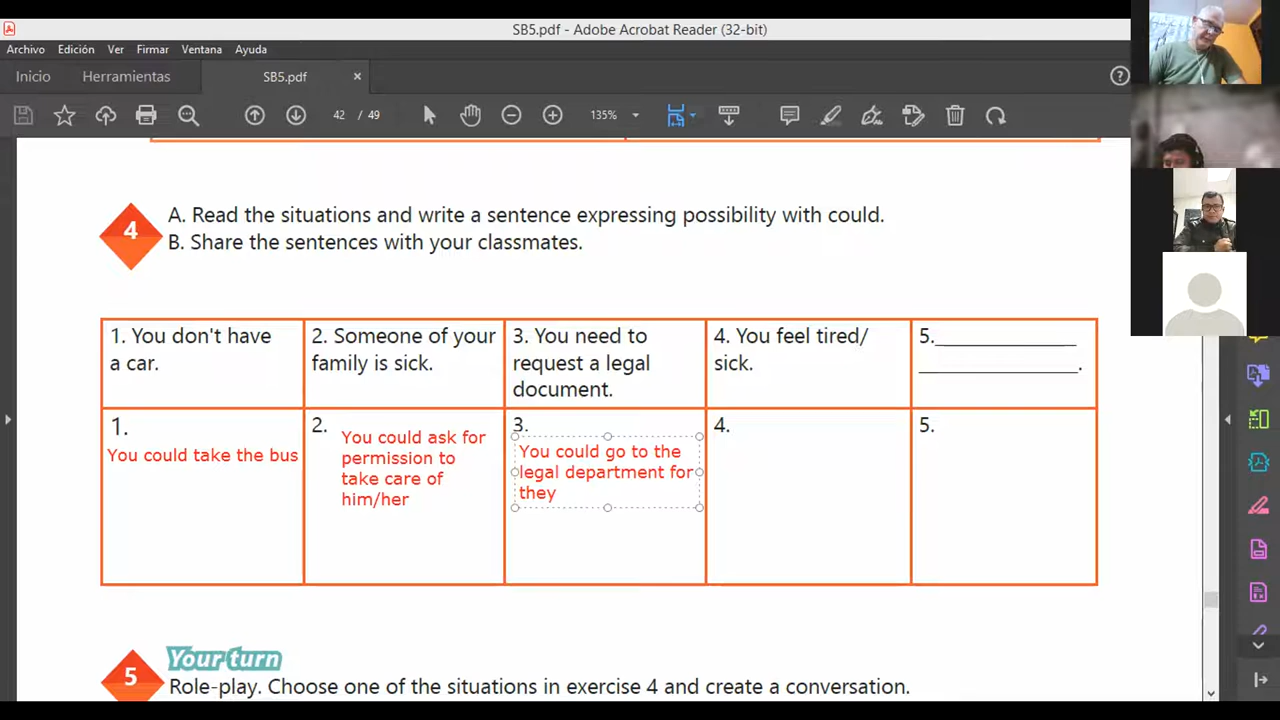 SB5.pdf - Adobe Acrobat Reader (32-bit)
Archivo Edición Ver Firmar Ventana Ayuda
Inicio Herramientas SB5.pdf ×
42 / 49 135%
4
A. Read the situations and write a sentence expressing possibility with could.
B. Share the sentences with your classmates.
1. You don't have
a car.
2. Someone of your
family is sick.
3. You need to
request a legal
document.
4. You feel tired/
sick.
5.____________
______________.
1.
You could take the bus
2.
You could ask for
permission to
take care of
him/her
3.
You could go to the
legal department for
they
4.
5.
5
Your turn
Role-play. Choose one of the situations in exercise 4 and create a conversation.